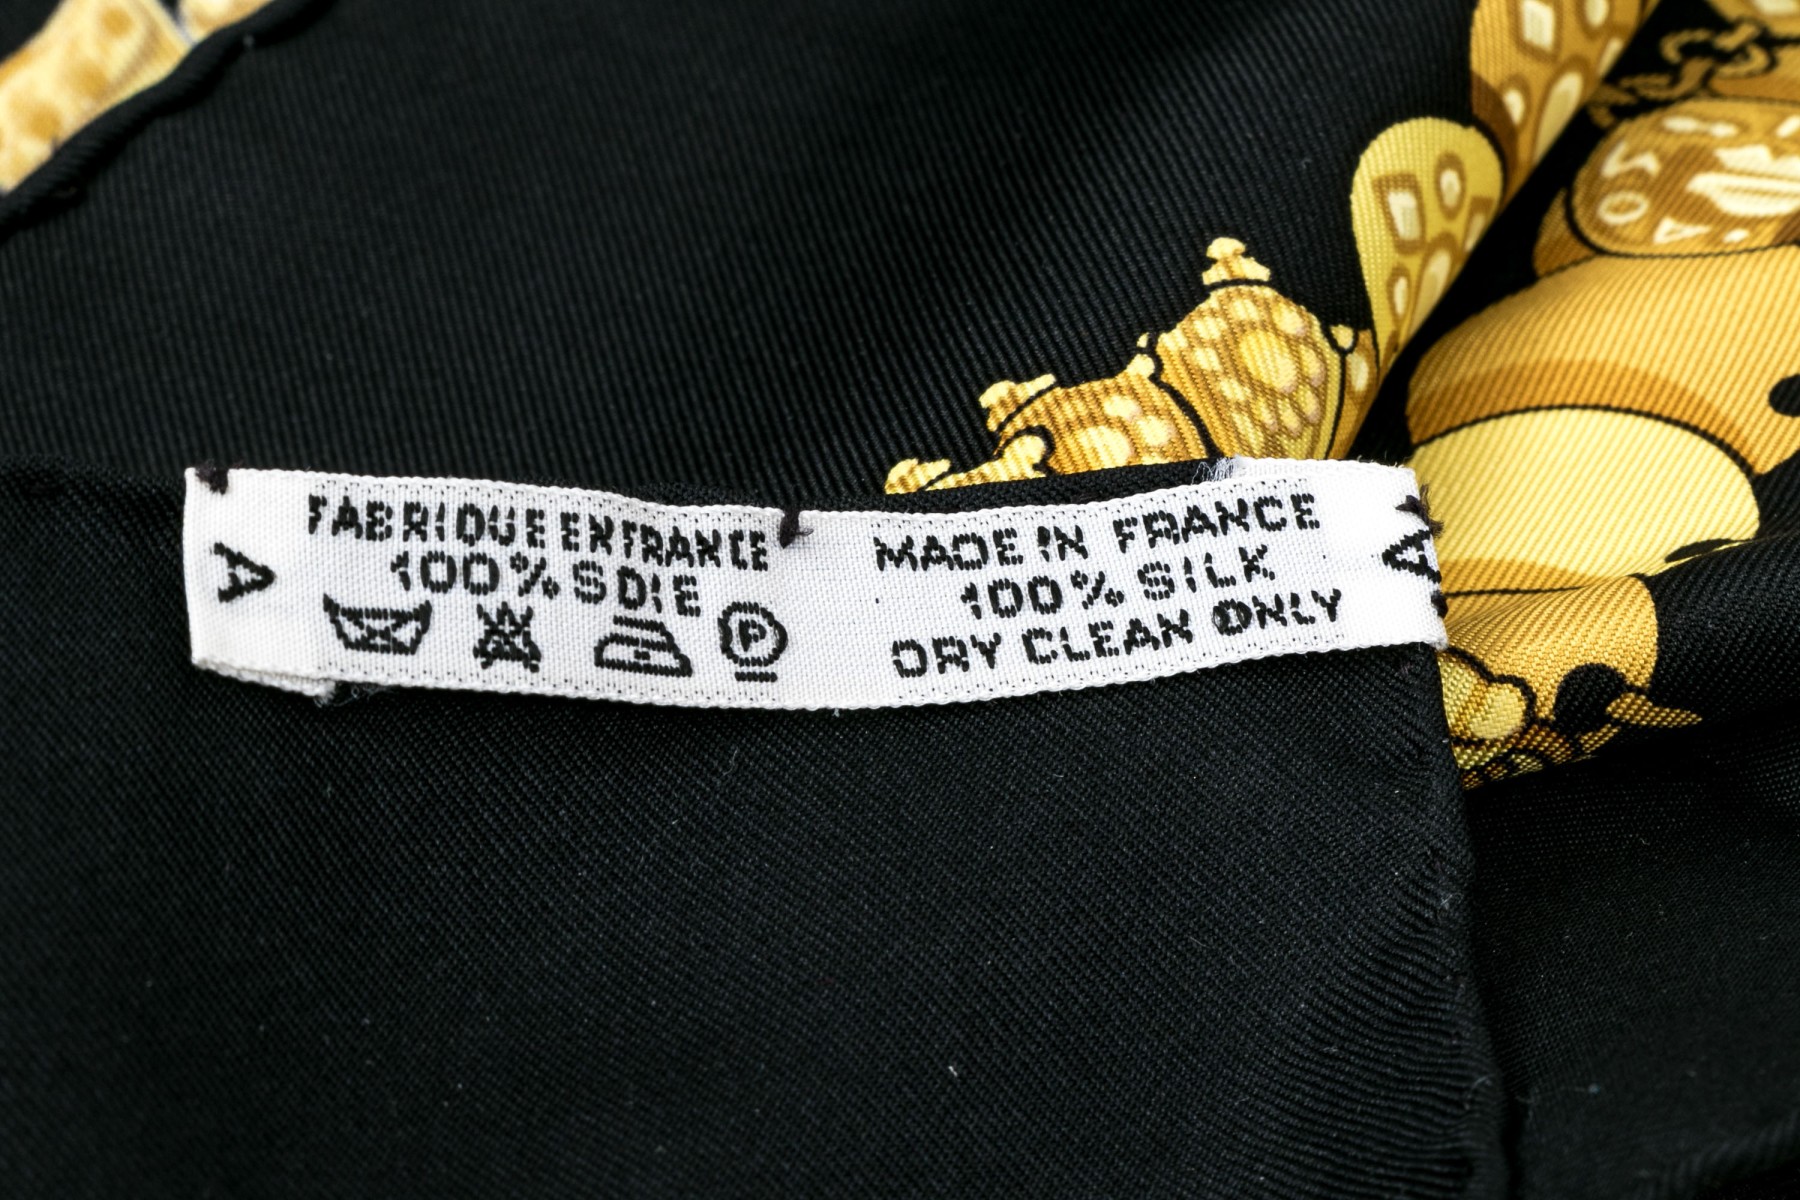 A
FABRIQUE EN FRANCE
100% SOIE
P
MADE IN FRANCE
100% SILK
DRY CLEAN ONLY
A